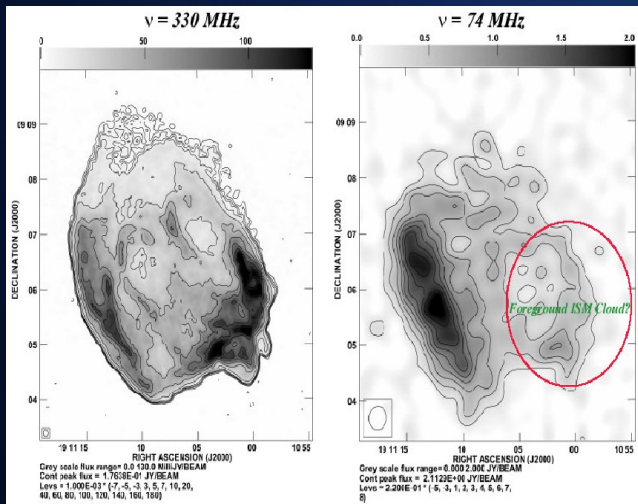 ν = 330 MHz
0 50 100
DECLINATION (J2000)
09 09
08
07
06
05
04
19 11 15 10 05 00 10 55
RIGHT ASCENSION (J2000)
Grey scale flux range= 0.0 130.0 MilliJY/BEAM
Cont peak flux = 1.7638E-01 JY/BEAM
Levs = 1.000E-03 * (-7, -5, -3, 3, 5, 7, 10, 20,
40, 60, 80, 100, 120, 140, 160, 180)
ν = 74 MHz
0.0 0.5 1.0 1.5 2.0
DECLINATION (J2000)
09 09
08
07
06
05
04
Foreground ISM Cloud?
19 11 15 10 05 00 10 55
RIGHT ASCENSION (J2000)
Grey scale flux range= 0.000 2.000 JY/BEAM
Cont peak flux = 2.1129E+00 JY/BEAM
Levs = 2.200E-01 * (-5, -3, 1, 2, 3, 4, 5, 6, 7,
8)